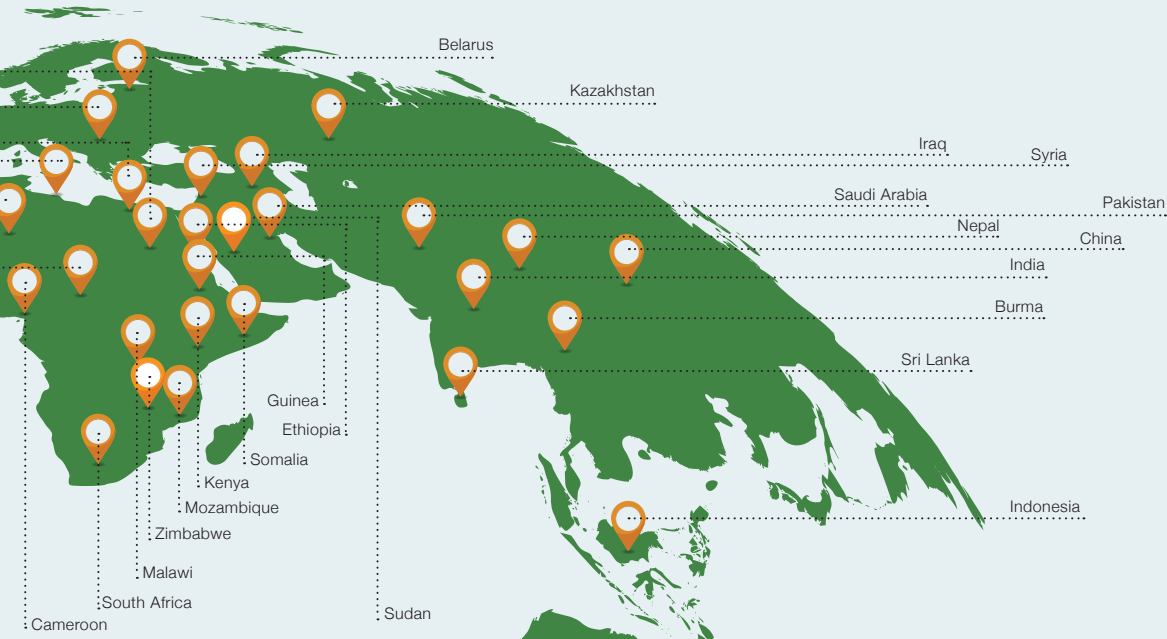 Belarus
Kazakhstan
Iraq
Syria
Saudi Arabia
Pakistan
Nepal
China
India
Burma
Sri Lanka
Guinea
Ethiopia
Somalia
Kenya
Mozambique
Indonesia
Zimbabwe
Malawi
South Africa
Sudan
Cameroon